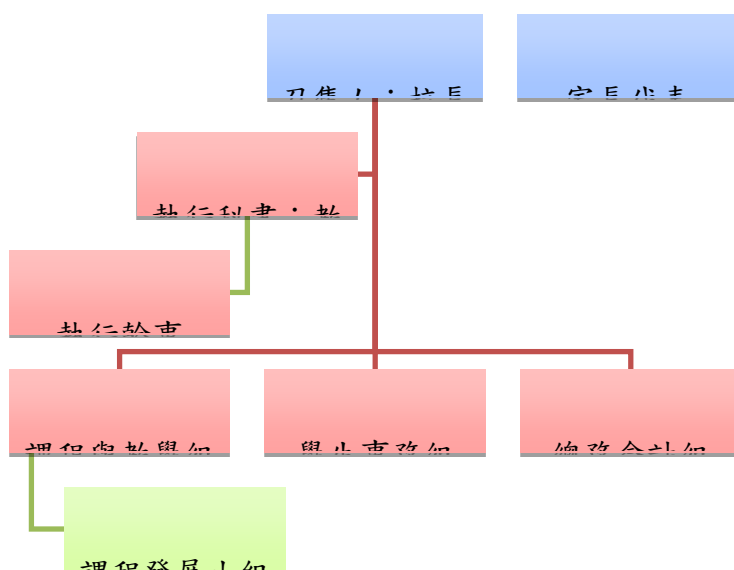 召集人：校長
家長代表
執行秘書：教
執行幹事
課程與教學組
學生事務組
總務會計組
課程發展小組